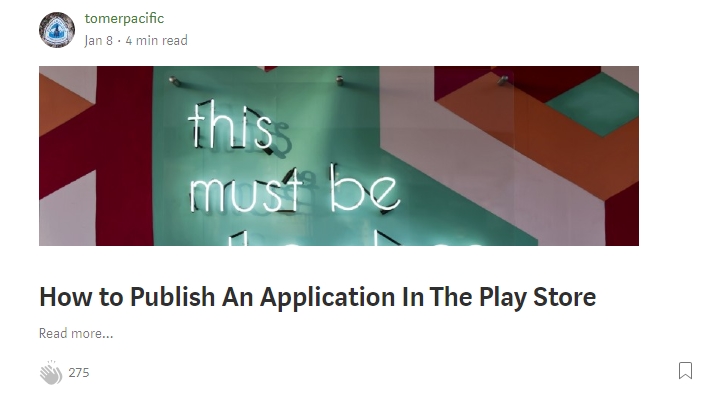 tomerpacific
Jan 8 · 4 min read
this
must be
How to Publish An Application In The Play Store
Read more...
275